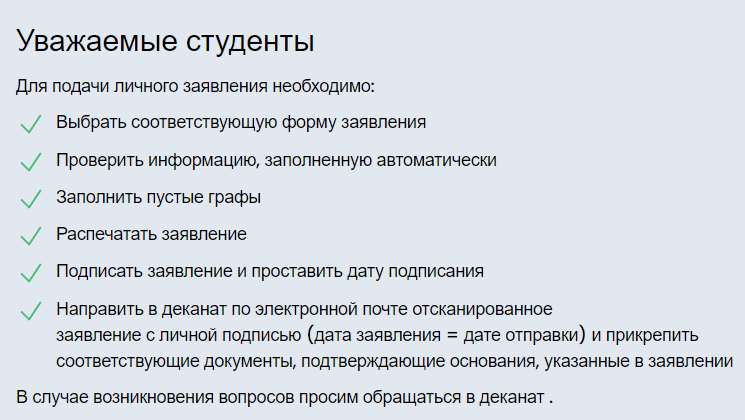 Уважаемые студенты
Для подачи личного заявления необходимо:
Выбрать соответствующую форму заявления
Проверить информацию, заполненную автоматически
Заполнить пустые графы
Распечатать заявление
Подписать заявление и проставить дату подписания
Направить в деканат по электронной почте отсканированное
заявление с личной подписью (дата заявления = дате отправки) и прикрепить
соответствующие документы, подтверждающие основания, указанные в заявлении
В случае возникновения вопросов просим обращаться в деканат .